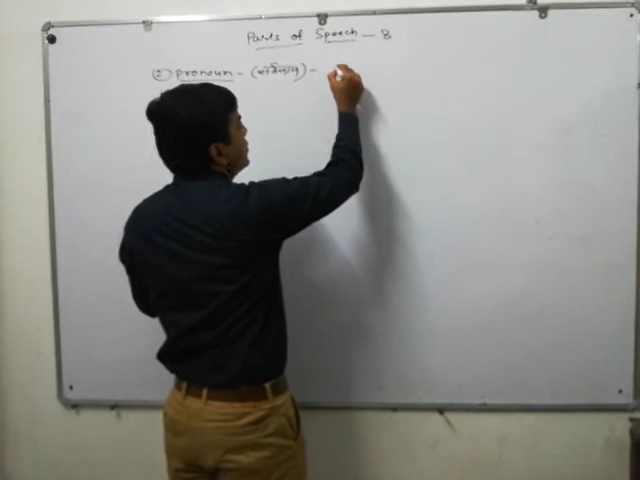 Parts of Speech – 8
② Pronoun – (सर्वनाम) –